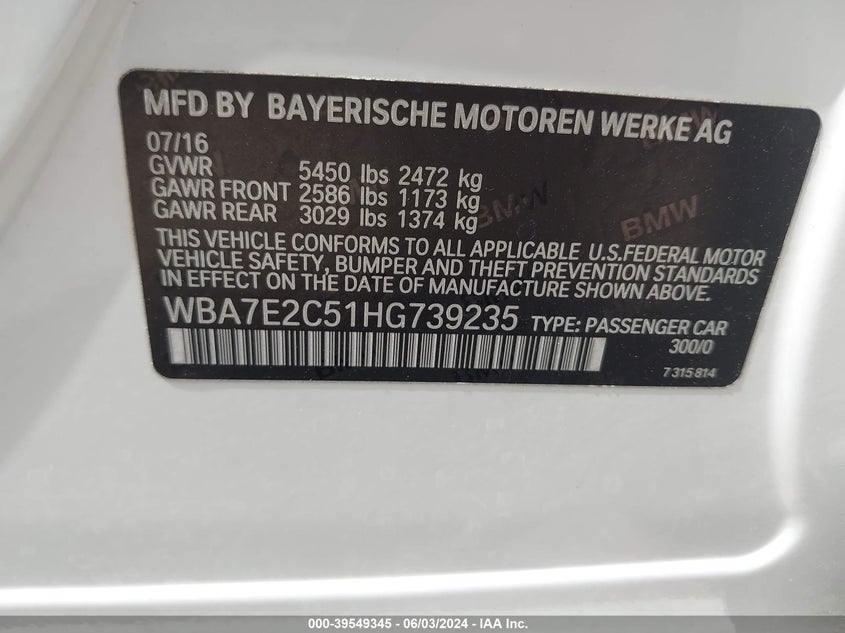 MFD BY BAYERISCHE MOTOREN WERKE AG
07/16
GVWR 5450 lbs 2472 kg
GAWR FRONT 2586 lbs 1173 kg
GAWR REAR 3029 lbs 1374 kg
THIS VEHICLE CONFORMS TO ALL APPLICABLE U.S.FEDERAL MOTOR
VEHICLE SAFETY, BUMPER AND THEFT PREVENTION STANDARDS
IN EFFECT ON THE DATE OF MANUFACTURE SHOWN ABOVE.
WBA7E2C51HG739235 TYPE: PASSENGER CAR
300/0
7 315 814
BMW
BMW
000-39549345 - 06/03/2024 - IAA Inc.